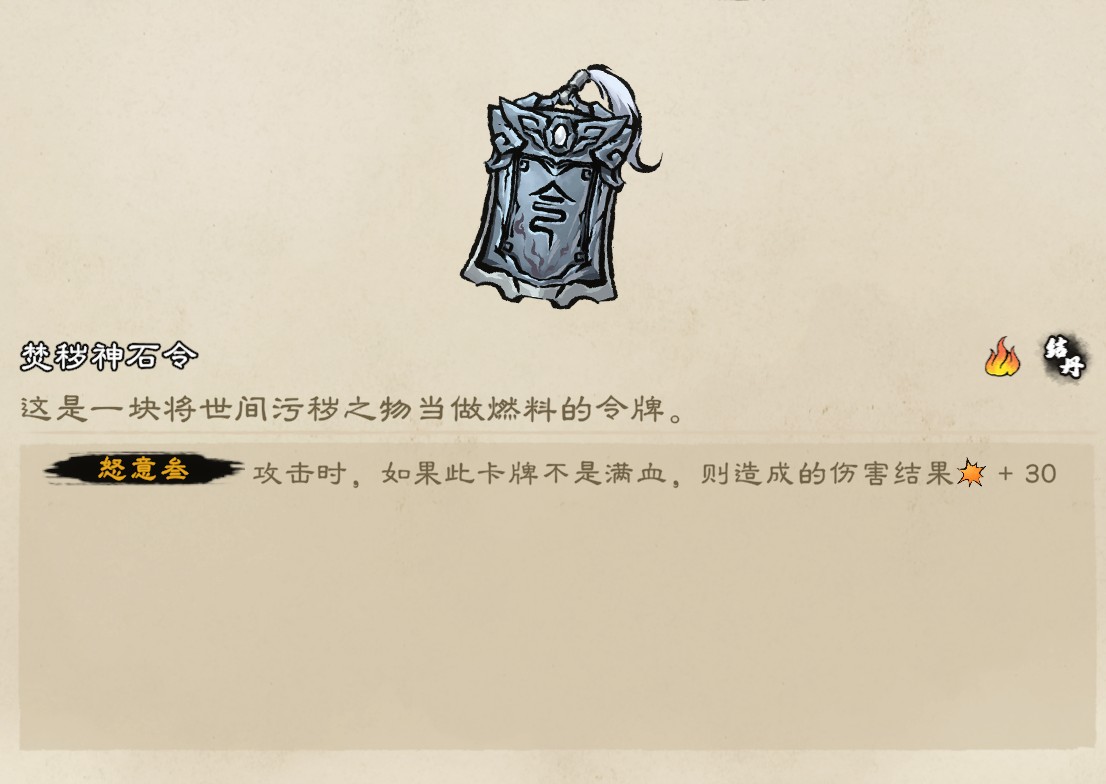 令
焚秽神石令
结丹
这是一块将世间污秽之物当做燃料的令牌。
怒意叁 攻击时，如果此卡牌不是满血，则造成的伤害结果 + 30